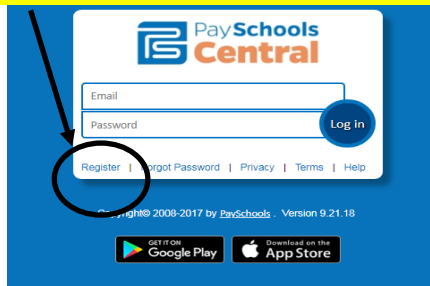 PaySchools
Central
Email
Password
Log in
Register | Forgot Password | Privacy | Terms | Help
Copyright© 2008-2017 by PaySchools . Version 9.21.18
GET IT ON
Google Play
Download on the
App Store